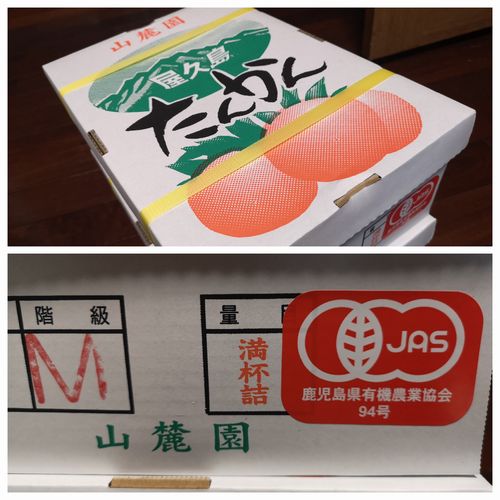 山麓園
屋久島
たんかん
階級
M
量
満杯詰
JAS
鹿児島県有機農業協会
94号
山麓園